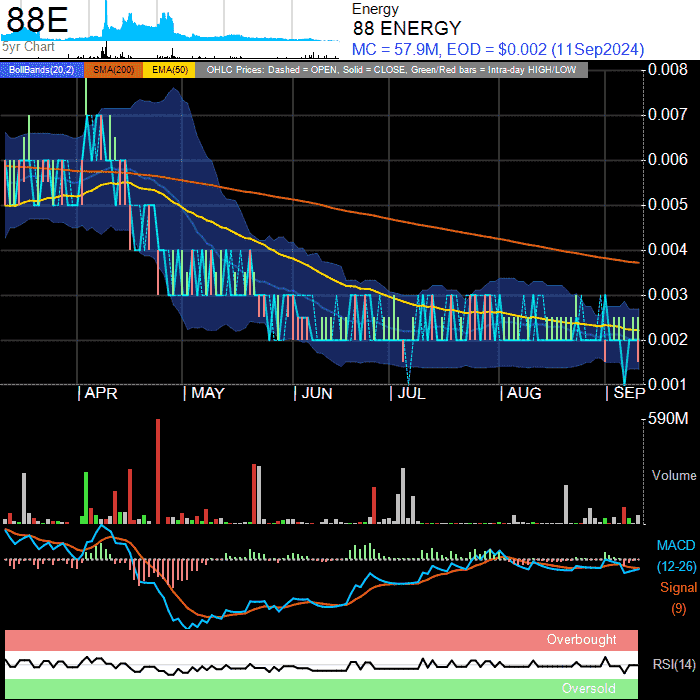 88E
5yr Chart
Energy
88 ENERGY
MC = 57.9M, EOD = $0.002 (11Sep2024)
BollBands(20,2) SMA(200) EMA(50) OHLC Prices: Dashed = OPEN, Solid = CLOSE, Green/Red bars = Intra-day HIGH/LOW
0.008
0.007
0.006
0.005
0.004
0.003
0.002
0.001
APR MAY JUN JUL AUG SEP
590M
Volume
MACD
(12-26)
Signal
(9)
Overbought
RSI(14)
Oversold